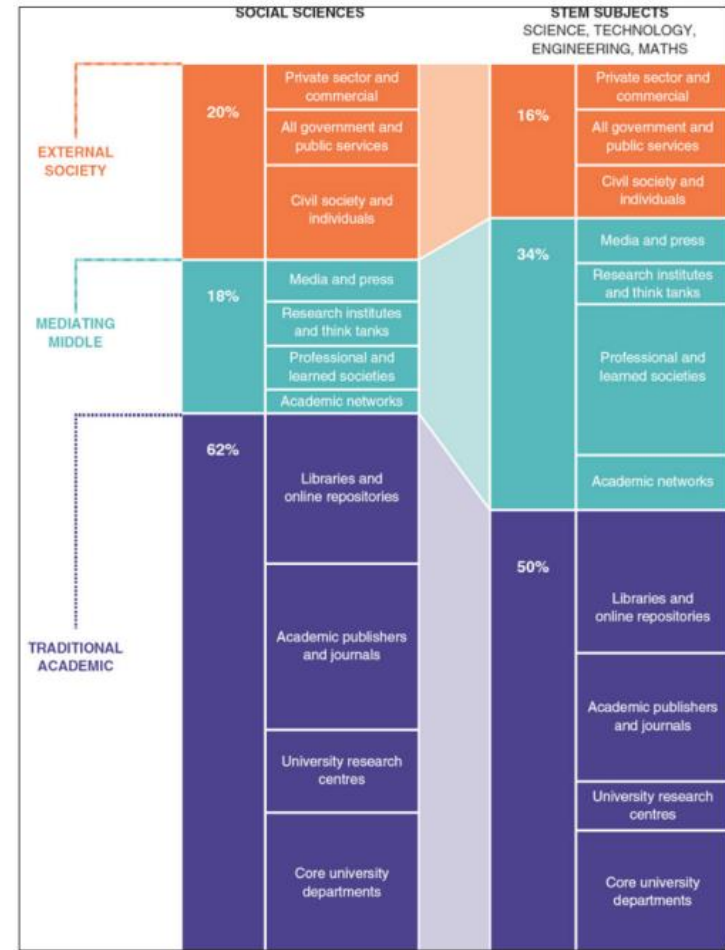 SOCIAL SCIENCES
STEM SUBJECTS
SCIENCE, TECHNOLOGY,
ENGINEERING, MATHS
EXTERNAL
SOCIETY
20%
Private sector and
commercial
All government and
public services
Civil society and
individuals
16%
Private sector and
commercial
All government and
public services
Civil society and
individuals
MEDIATING
MIDDLE
18%
Media and press
Research institutes
and think tanks
Professional and
learned societies
Academic networks
34%
Media and press
Research institutes
and think tanks
Professional and
learned societies
Academic networks
TRADITIONAL
ACADEMIC
62%
Libraries and
online repositories
Academic publishers
and journals
University research
centres
Core university
departments
50%
Libraries and
online repositories
Academic publishers
and journals
University research
centres
Core university
departments